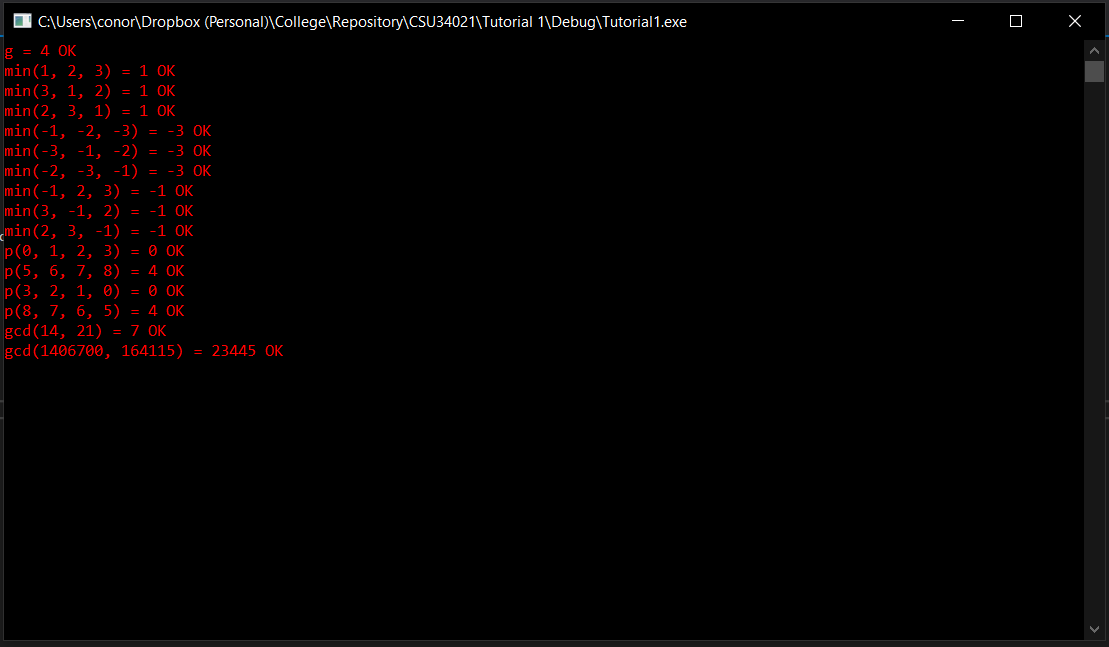 C:\Users\conor\Dropbox (Personal)\College\Repository\CSU34021\Tutorial 1\Debug\Tutorial1.exe
g = 4 OK
min(1, 2, 3) = 1 OK
min(3, 1, 2) = 1 OK
min(2, 3, 1) = 1 OK
min(-1, -2, -3) = -3 OK
min(-3, -1, -2) = -3 OK
min(-2, -3, -1) = -3 OK
min(-1, 2, 3) = -1 OK
min(3, -1, 2) = -1 OK
min(2, 3, -1) = -1 OK
p(0, 1, 2, 3) = 0 OK
p(5, 6, 7, 8) = 4 OK
p(3, 2, 1, 0) = 0 OK
p(8, 7, 6, 5) = 4 OK
gcd(14, 21) = 7 OK
gcd(1406700, 164115) = 23445 OK